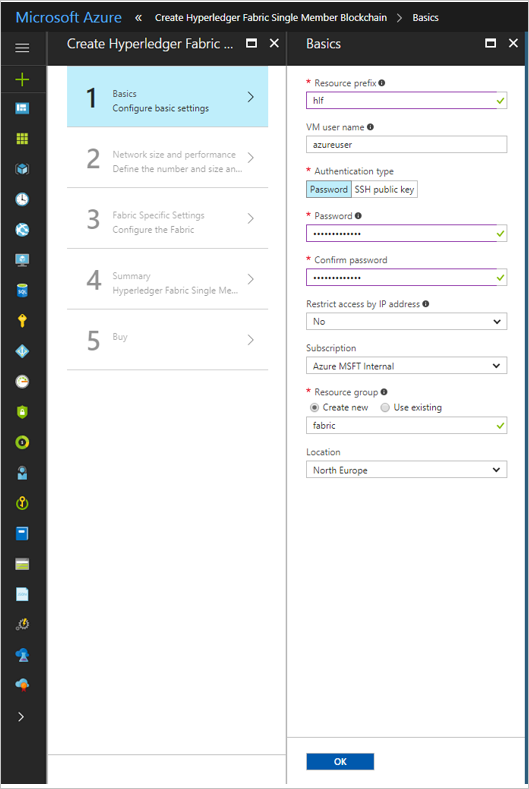 Microsoft Azure « Create Hyperledger Fabric Single Member Blockchain > Basics
Create Hyperledger Fabric ...
1
Basics
Configure basic settings
2
Network size and performance
Define the number and size an...
3
Fabric Specific Settings
Configure the Fabric
4
Summary
Hyperledger Fabric Single Me...
5
Buy
Basics
* Resource prefix
hlf
VM user name
azureuser
* Authentication type
Password SSH public key
* Password
•••••••••••••
* Confirm password
•••••••••••••
Restrict access by IP address
No
Subscription
Azure MSFT Internal
* Resource group
Create new Use existing
fabric
Location
North Europe
OK